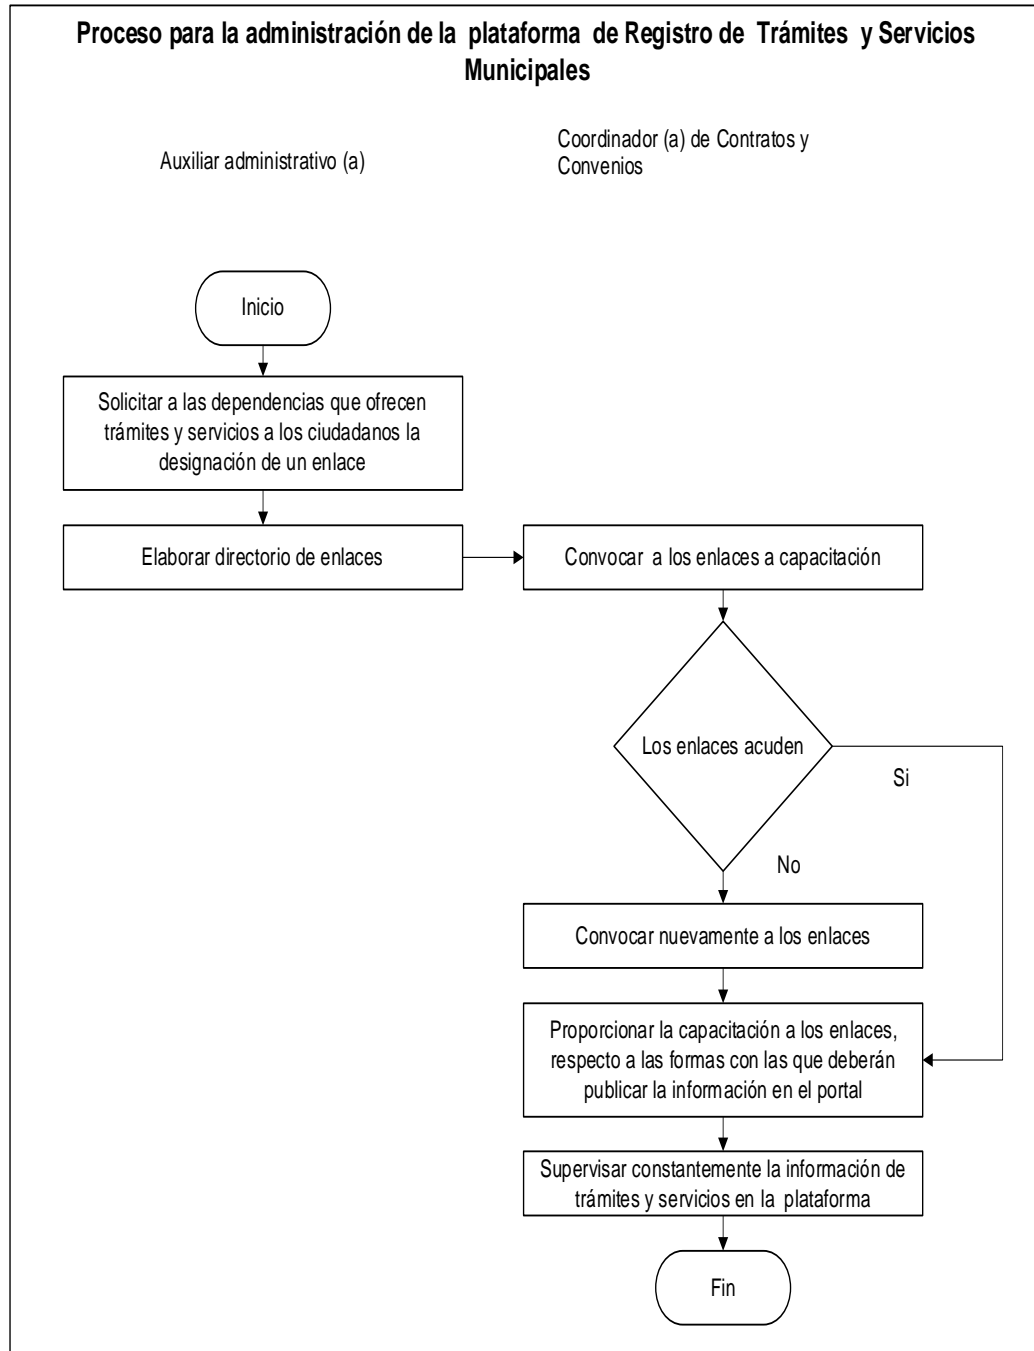 Proceso para la administración de la plataforma de Registro de Trámites y Servicios
Municipales
Auxiliar administrativo (a)
Coordinador (a) de Contratos y
Convenios
Inicio
Solicitar a las dependencias que ofrecen
trámites y servicios a los ciudadanos la
designación de un enlace
Elaborar directorio de enlaces
Convocar a los enlaces a capacitación
Los enlaces acuden
Si
No
Convocar nuevamente a los enlaces
Proporcionar la capacitación a los enlaces,
respecto a las formas con las que deberán
publicar la información en el portal
Supervisar constantemente la información de
trámites y servicios en la plataforma
Fin